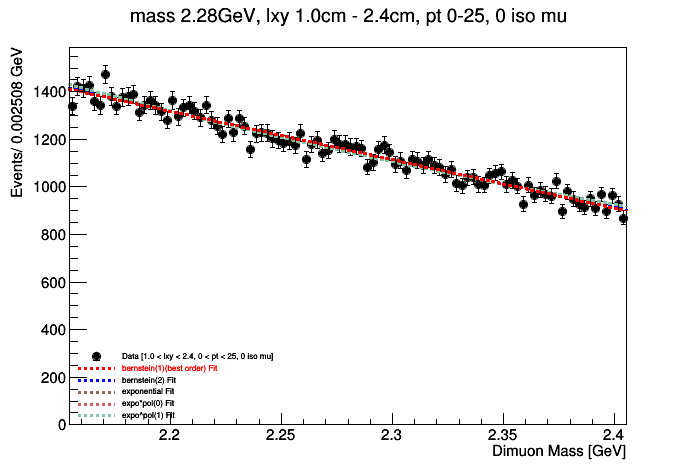 mass 2.28GeV, lxy 1.0cm - 2.4cm, pt 0-25, 0 iso mu
Events/ 0.002508 GeV
1400
1200
1000
800
600
400
200
0
Data [1.0 < lxy < 2.4, 0 < pt < 25, 0 iso mu]
bernstein(1)(best order) Fit
bernstein(2) Fit
exponential Fit
expo*pol(0) Fit
expo*pol(1) Fit
2.2 2.25 2.3 2.35 2.4
Dimuon Mass [GeV]